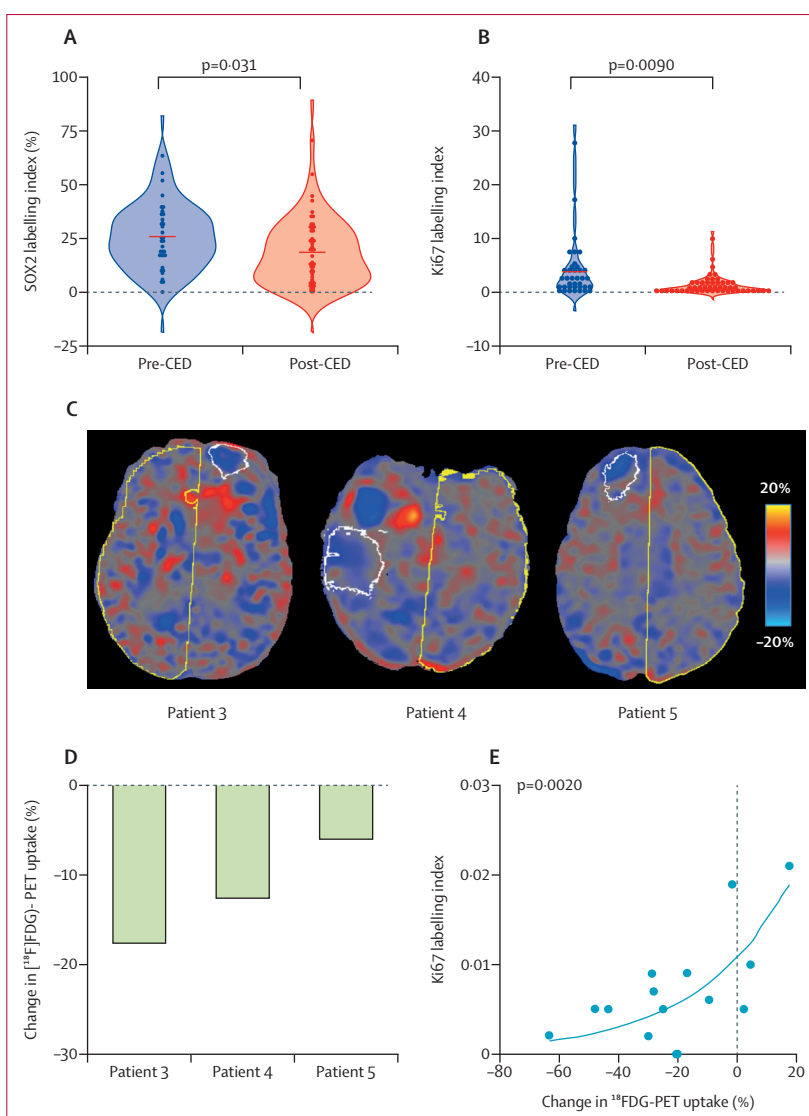 A
p=0·031
100
75
50
25
0
−25
SOX2 labelling index (%)
Pre-CED
Post-CED
B
p=0·0090
40
30
20
10
0
−10
Ki67 labelling index
Pre-CED
Post-CED
C
20%
−20%
Patient 3
Patient 4
Patient 5
D
0
−10
−20
−30
Change in [¹⁸F]FDG)- PET uptake (%)
Patient 3
Patient 4
Patient 5
E
p=0·0020
0·03
0·02
0·01
0
Ki67 labelling index
−80
−60
−40
−20
0
20
Change in ¹⁸FDG-PET uptake (%)